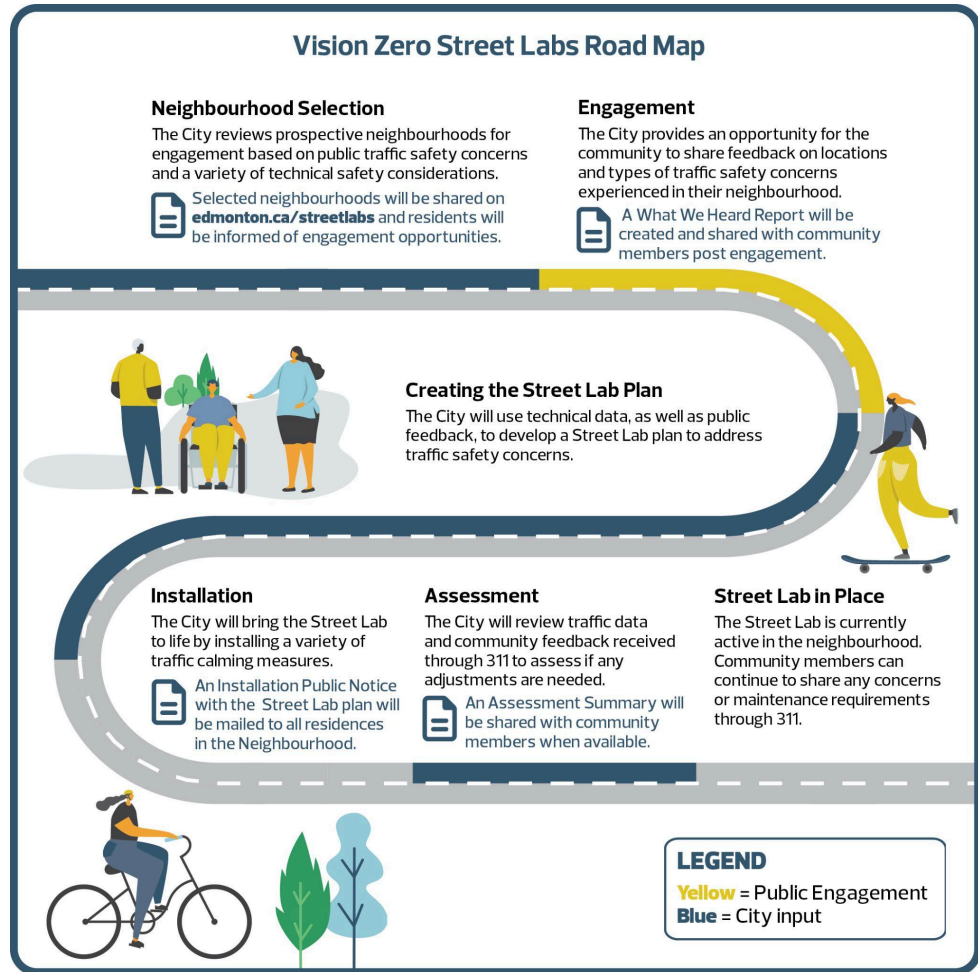 Vision Zero Street Labs Road Map
Neighbourhood Selection
The City reviews prospective neighbourhoods for
engagement based on public traffic safety concerns
and a variety of technical safety considerations.
Selected neighbourhoods will be shared on
edmonton.ca/streetlabs and residents will
be informed of engagement opportunities.
Engagement
The City provides an opportunity for the
community to share feedback on locations
and types of traffic safety concerns
experienced in their neighbourhood.
A What We Heard Report will be
created and shared with community
members post engagement.
Creating the Street Lab Plan
The City will use technical data, as well as public
feedback, to develop a Street Lab plan to address
traffic safety concerns.
Installation
The City will bring the Street Lab
to life by installing a variety of
traffic calming measures.
An Installation Public Notice
with the Street Lab plan will
be mailed to all residences
in the Neighbourhood.
Assessment
The City will review traffic data
and community feedback received
through 311 to assess if any
adjustments are needed.
An Assessment Summary will
be shared with community
members when available.
Street Lab in Place
The Street Lab is currently
active in the neighbourhood.
Community members can
continue to share any concerns
or maintenance requirements
through 311.
LEGEND
Yellow = Public Engagement
Blue = City input